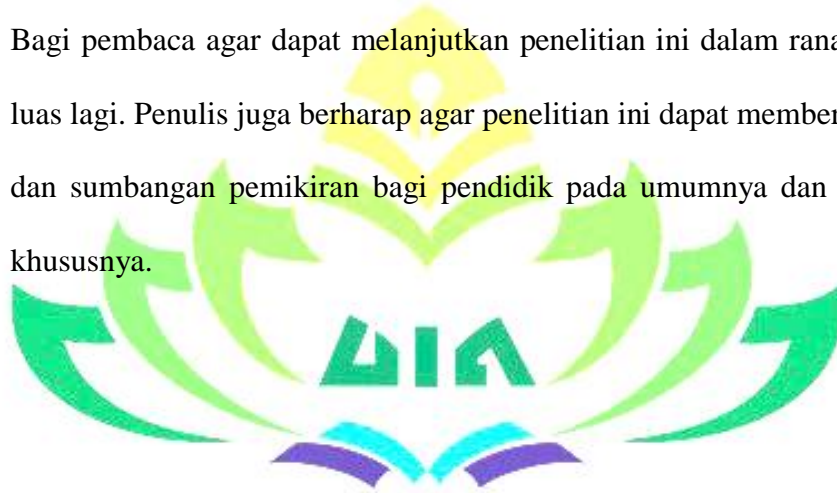 Bagi pembaca agar dapat melanjutkan penelitian ini dalam rana
luas lagi. Penulis juga berharap agar penelitian ini dapat member
dan sumbangan pemikiran bagi pendidik pada umumnya dan
khususnya.
UIN